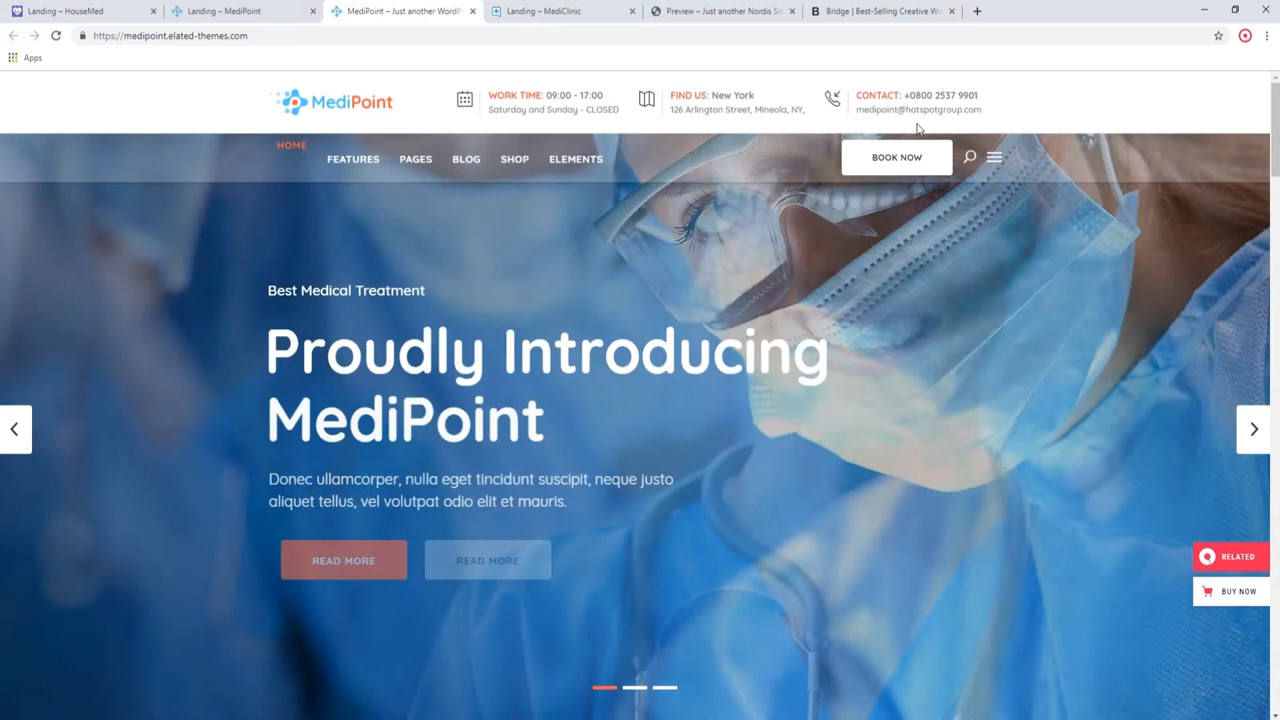 Landing – HouseMed
Landing – MediPoint
MediPoint – Just another WordP
Landing – MediClinic
Preview – Just another Nordis Sit
Bridge | Best-Selling Creative Wo
https://medipoint.elated-themes.com
Apps
MediPoint
WORK TIME: 09:00 - 17:00
Saturday and Sunday - CLOSED
FIND US: New York
126 Arlington Street, Mineola, NY,
CONTACT: +0800 2537 9901
medipoint@hotspotgroup.com
HOME
FEATURES
PAGES
BLOG
SHOP
ELEMENTS
BOOK NOW
Best Medical Treatment
Proudly Introducing
MediPoint
Donec ullamcorper, nulla eget tincidunt suscipit, neque justo
aliquet tellus, vel volutpat odio elit et mauris.
READ MORE
READ MORE
RELATED
BUY NOW